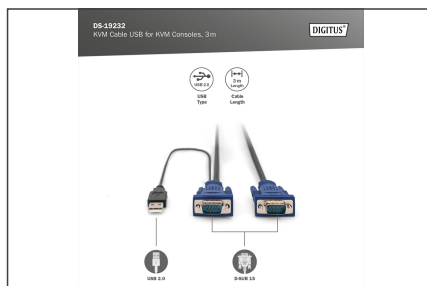 DS-19232
KVM Cable USB for KVM Consoles, 3 m
DIGITUS®
USB 2.0
3 m
Length
USB
Type
Cable
Length
USB 2.0
D-SUB 15